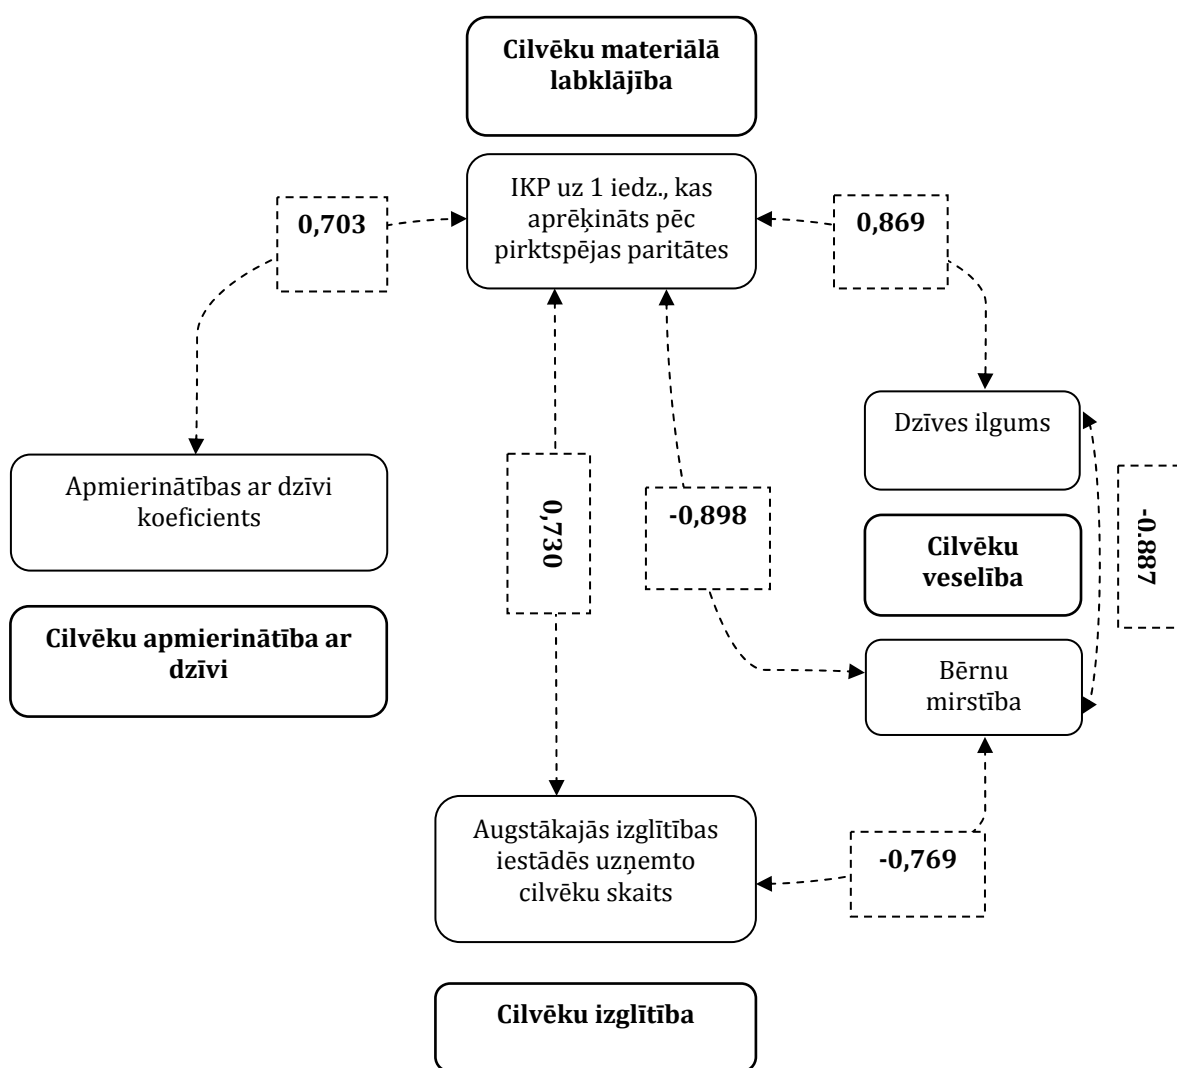 Cilvēku materiālā
labklājība
IKP uz 1 iedz., kas
aprēķināts pēc
pirktspējas paritātes
0,703
0,869
Dzīves ilgums
Apmierinātības ar dzīvi
koeficients
0,730
-0,898
-0.887
Cilvēku
veselība
Cilvēku apmierinātība ar
dzīvi
Bērnu
mirstība
Augstākajās izglītības
iestādēs uzņemto
cilvēku skaits
-0,769
Cilvēku izglītība